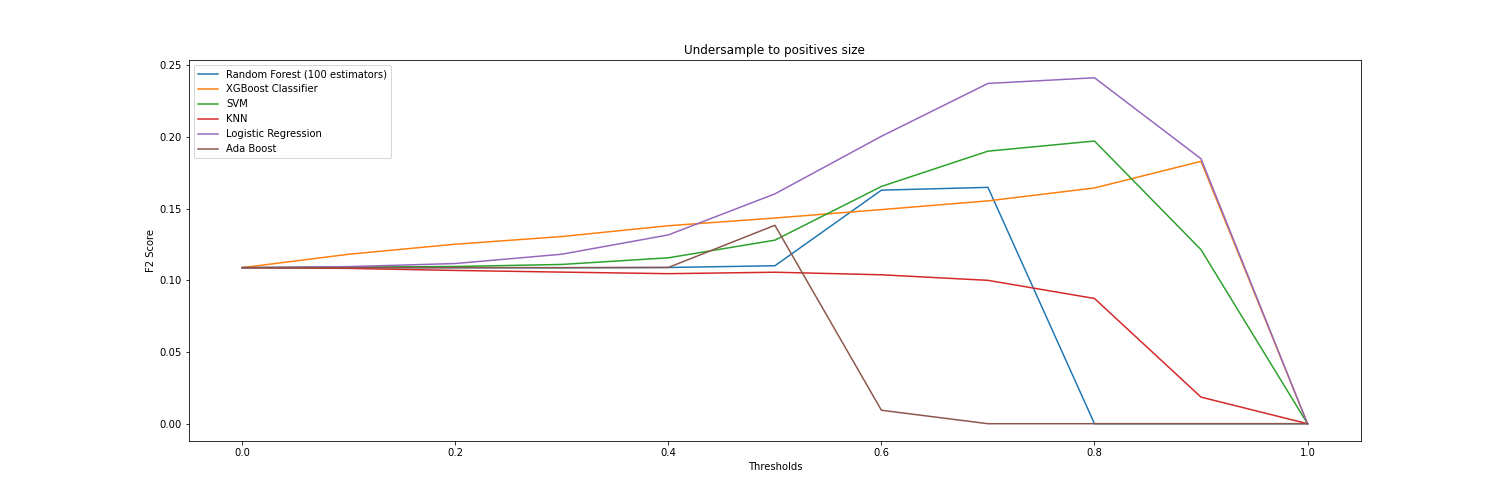 Undersample to positives size
Random Forest (100 estimators)
XGBoost Classifier
SVM
KNN
Logistic Regression
Ada Boost
F2 Score
0.25
0.20
0.15
0.10
0.05
0.00
0.0 0.2 0.4 0.6 0.8 1.0
Thresholds